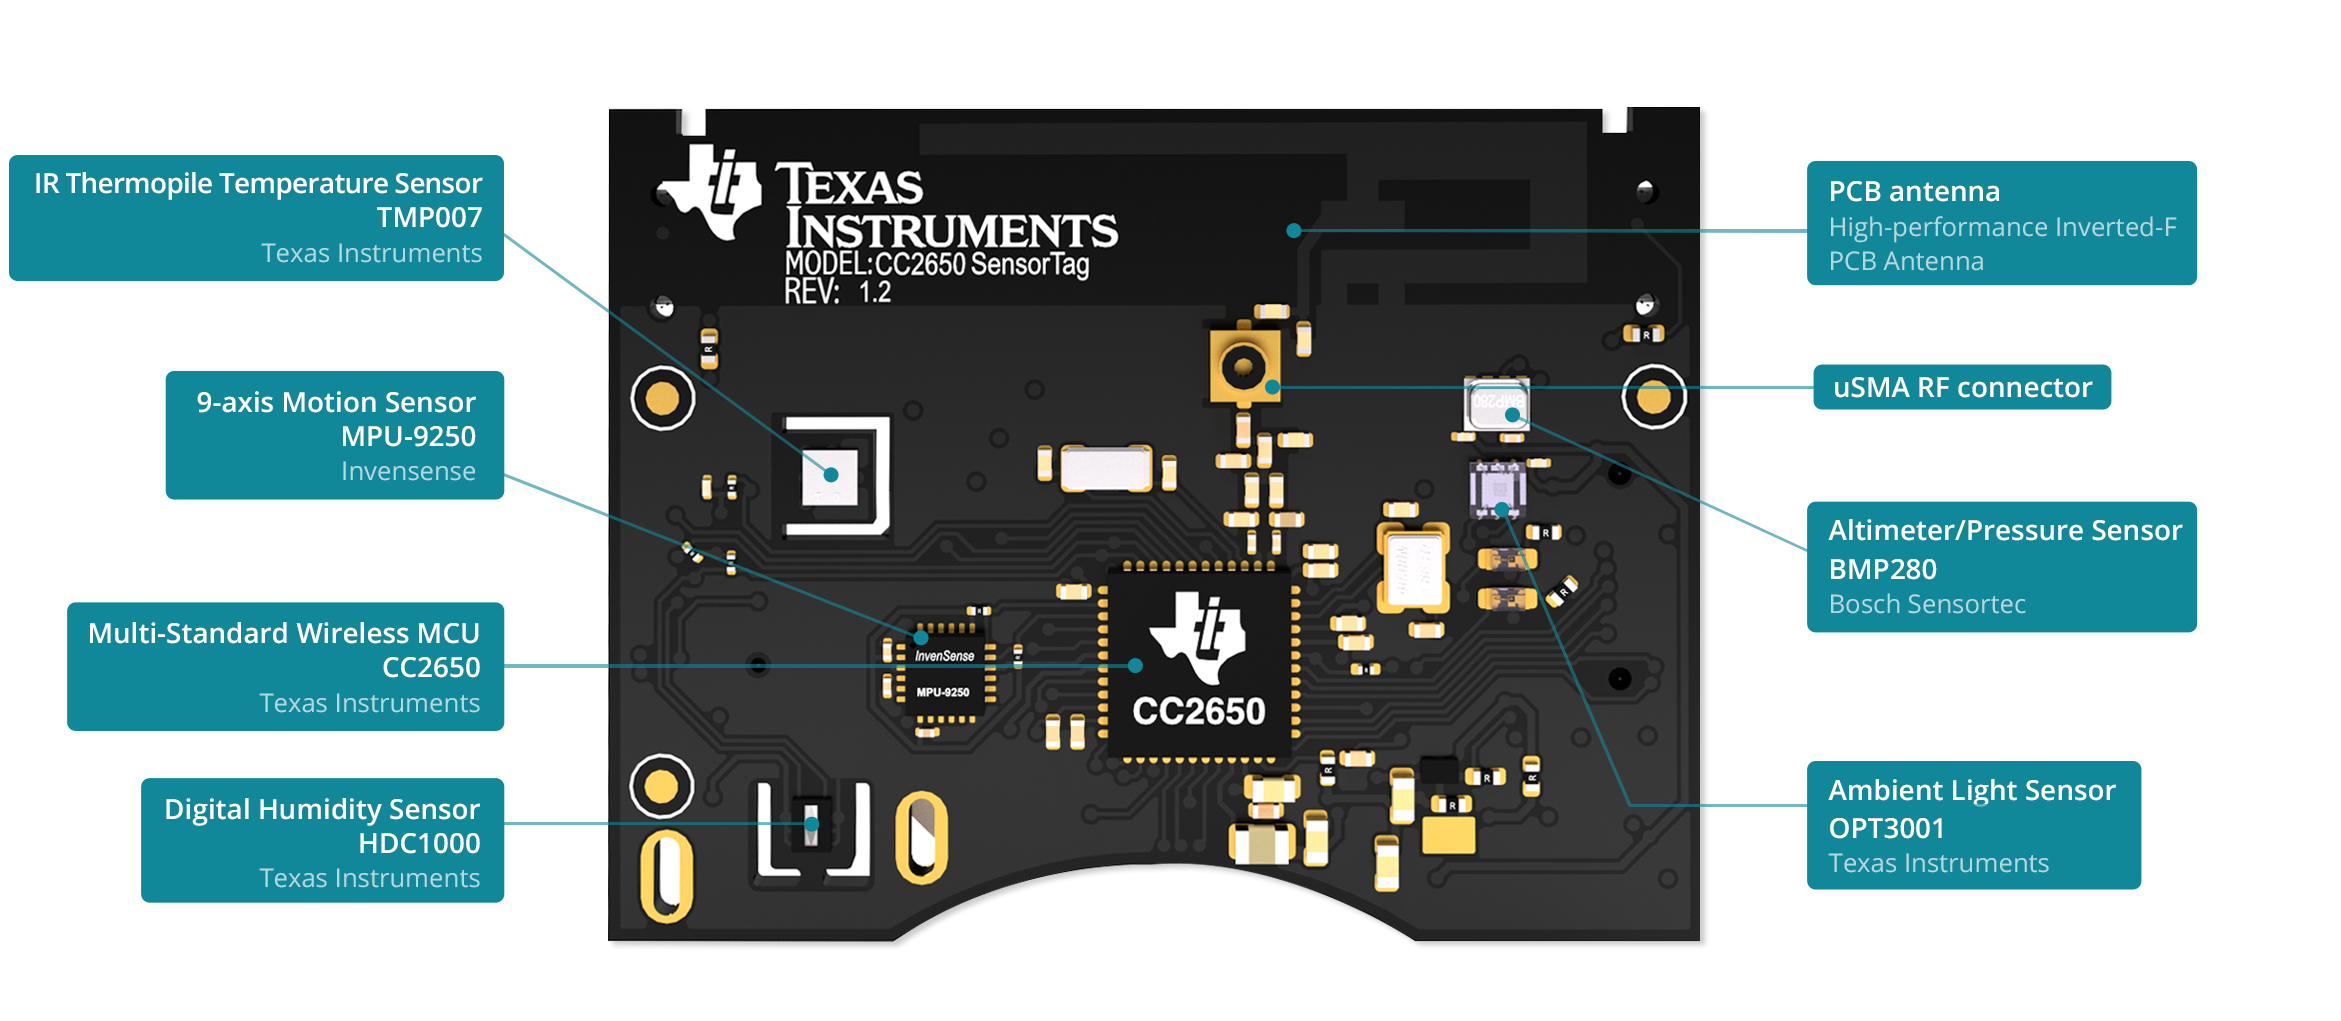 IR Thermopile Temperature Sensor
TMP007
Texas Instruments
9-axis Motion Sensor
MPU-9250
Invensense
Multi-Standard Wireless MCU
CC2650
Texas Instruments
Digital Humidity Sensor
HDC1000
Texas Instruments
TEXAS
INSTRUMENTS
MODEL: CC2650 SensorTag
REV: 1.2
R
R
BMP280
R
R
InvenSense
MPU-9250
CC2650
R
R
R
R
PCB antenna
High-performance Inverted-F
PCB Antenna
uSMA RF connector
Altimeter/Pressure Sensor
BMP280
Bosch Sensortec
Ambient Light Sensor
OPT3001
Texas Instruments